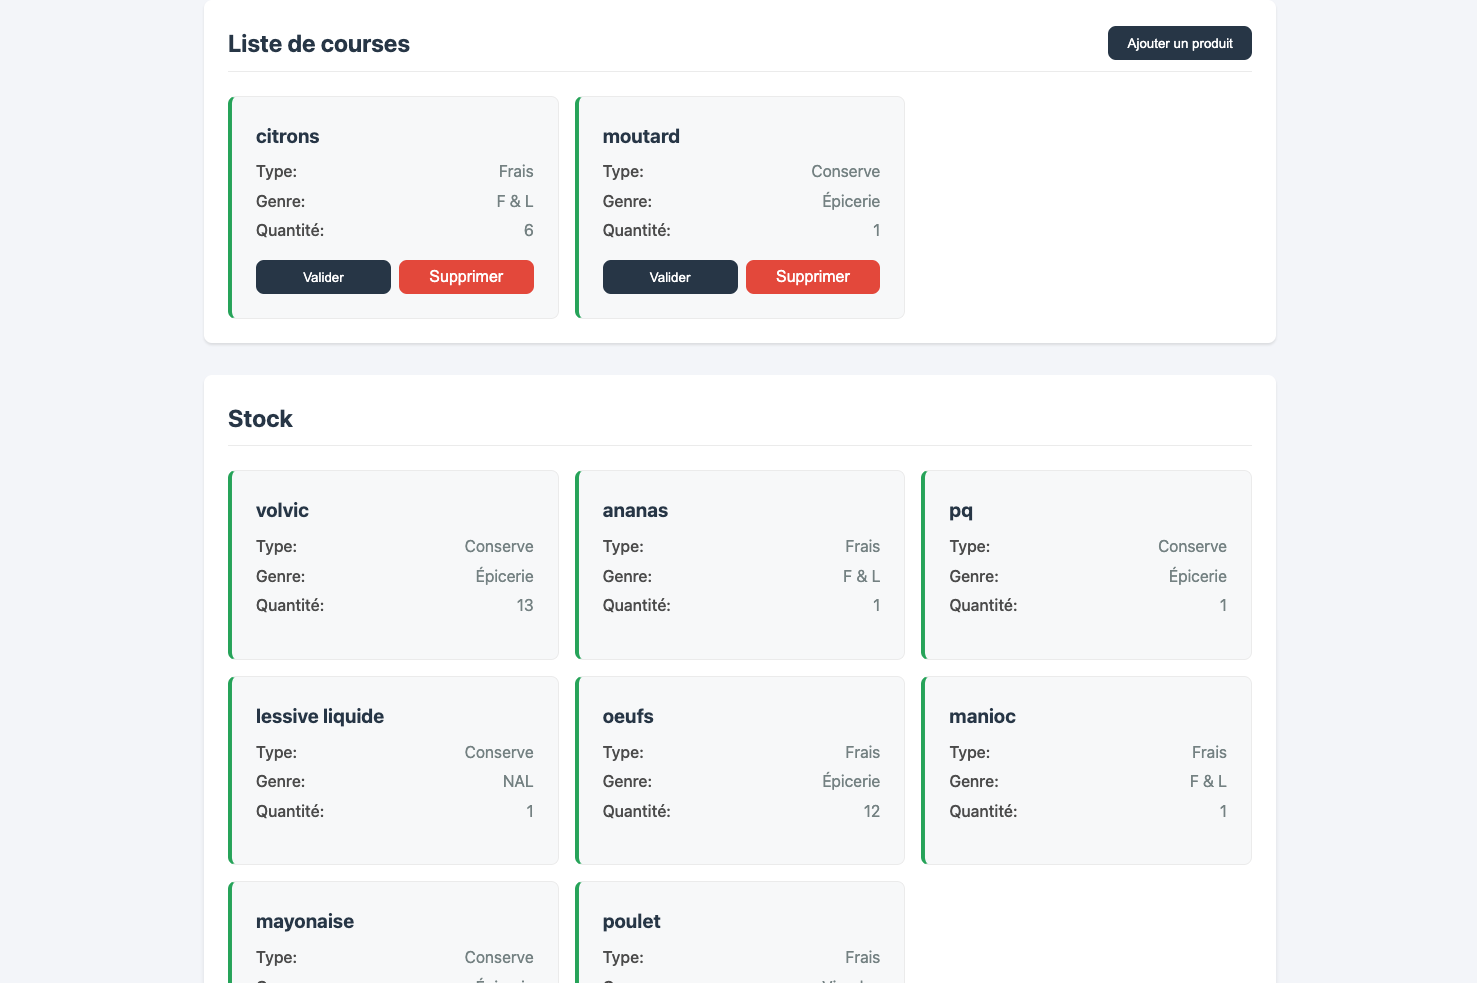 Liste de courses
Ajouter un produit
citrons
Type: Frais
Genre: F & L
Quantité: 6
Valider Supprimer
moutard
Type: Conserve
Genre: Épicerie
Quantité: 1
Valider Supprimer
Stock
volvic
Type: Conserve
Genre: Épicerie
Quantité: 13
ananas
Type: Frais
Genre: F & L
Quantité: 1
pq
Type: Conserve
Genre: Épicerie
Quantité: 1
lessive liquide
Type: Conserve
Genre: NAL
Quantité: 1
oeufs
Type: Frais
Genre: Épicerie
Quantité: 12
manioc
Type: Frais
Genre: F & L
Quantité: 1
mayonaise
Type: Conserve
poulet
Type: Frais